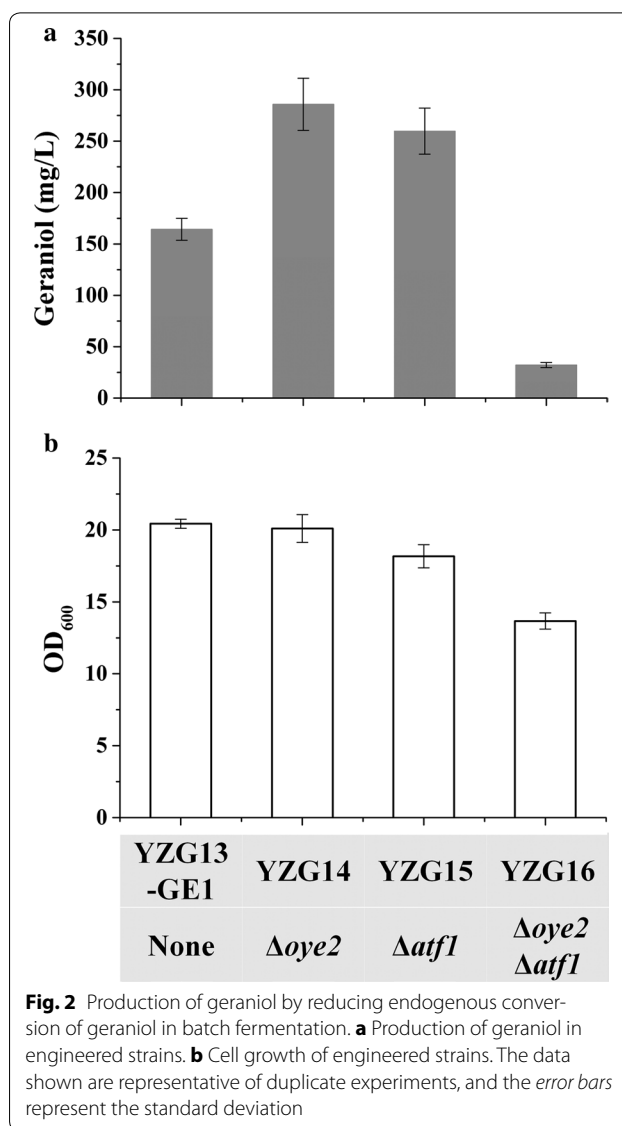 a
350
300
250
200
150
100
50
0
Geraniol (mg/L)
b
25
20
15
10
5
0
OD600
YZG13 -GE1 YZG14 YZG15 YZG16
None Δoye2 Δatf1 Δoye2 Δatf1
Fig. 2 Production of geraniol by reducing endogenous conver-
sion of geraniol in batch fermentation. a Production of geraniol in
engineered strains. b Cell growth of engineered strains. The data
shown are representative of duplicate experiments, and the error bars
represent the standard deviation